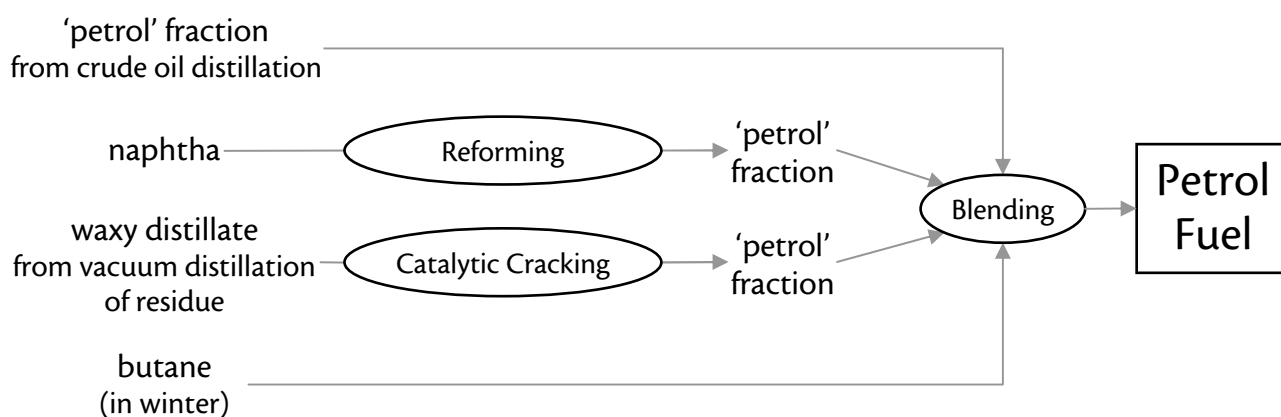 ‘petrol’ fraction
from crude oil distillation
naphtha
Reforming
‘petrol’
fraction
waxy distillate
from vacuum distillation
of residue
Catalytic Cracking
‘petrol’
fraction
Blending
Petrol
Fuel
butane
(in winter)